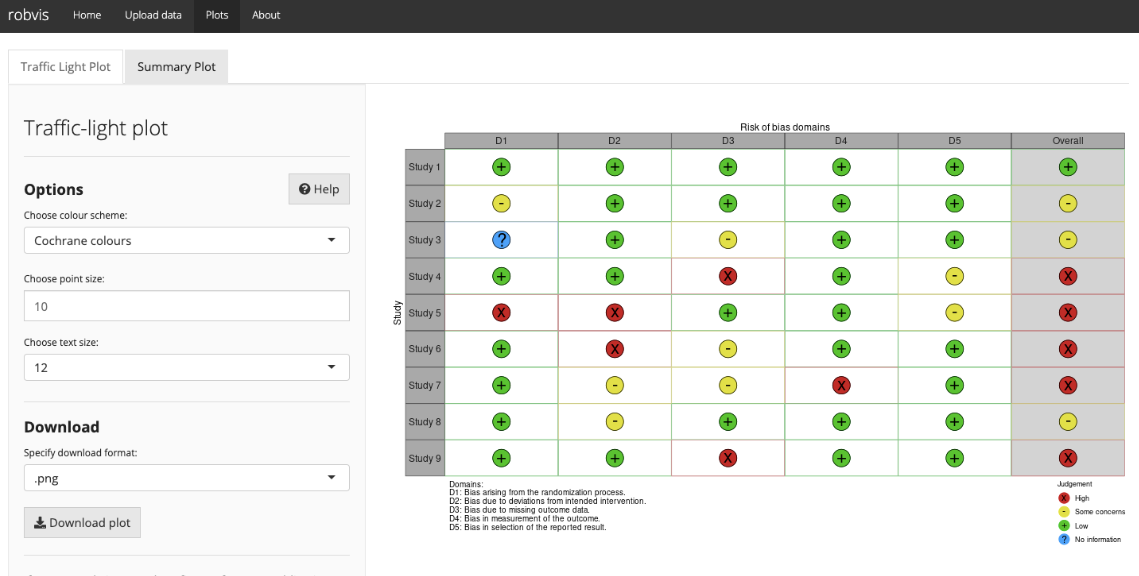 robvis Home Upload data Plots About
Traffic Light Plot Summary Plot
Traffic-light plot
Options
Help
Choose colour scheme:
Cochrane colours
Choose point size:
10
Choose text size:
12
Download
Specify download format:
.png
Download plot
Risk of bias domains
D1 D2 D3 D4 D5 Overall
Study
Study 1 + + + + + +
Study 2 - + + + + -
Study 3 ? + - + + -
Study 4 + + X + - X
Study 5 X X + + - X
Study 6 + X - + + X
Study 7 + - - X + X
Study 8 + - + + + -
Study 9 + + X + + X
Domains:
D1: Bias arising from the randomization process.
D2: Bias due to deviations from intended intervention.
D3: Bias due to missing outcome data.
D4: Bias in measurement of the outcome.
D5: Bias in selection of the reported result.
Judgement
X High
- Some concerns
+ Low
? No information